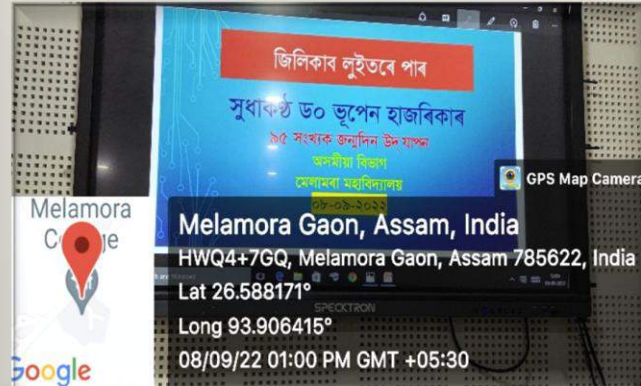 জিলিকাব লুইতৰে পাৰ
সুধাকণ্ঠ ড০ ভূপেন হাজৰিকাৰ
৯৫ সংখ্যক জন্মদিন উদযাপন
অসমীয়া বিভাগ
মেলামৰা মহাবিদ্যালয়
০৮-০৯-২০২২
GPS Map Camera
SPECKTRON
Melamora
Google
Melamora Gaon, Assam, India
HWQ4+7GQ, Melamora Gaon, Assam 785622, India
Lat 26.588171°
Long 93.906415°
08/09/22 01:00 PM GMT +05:30